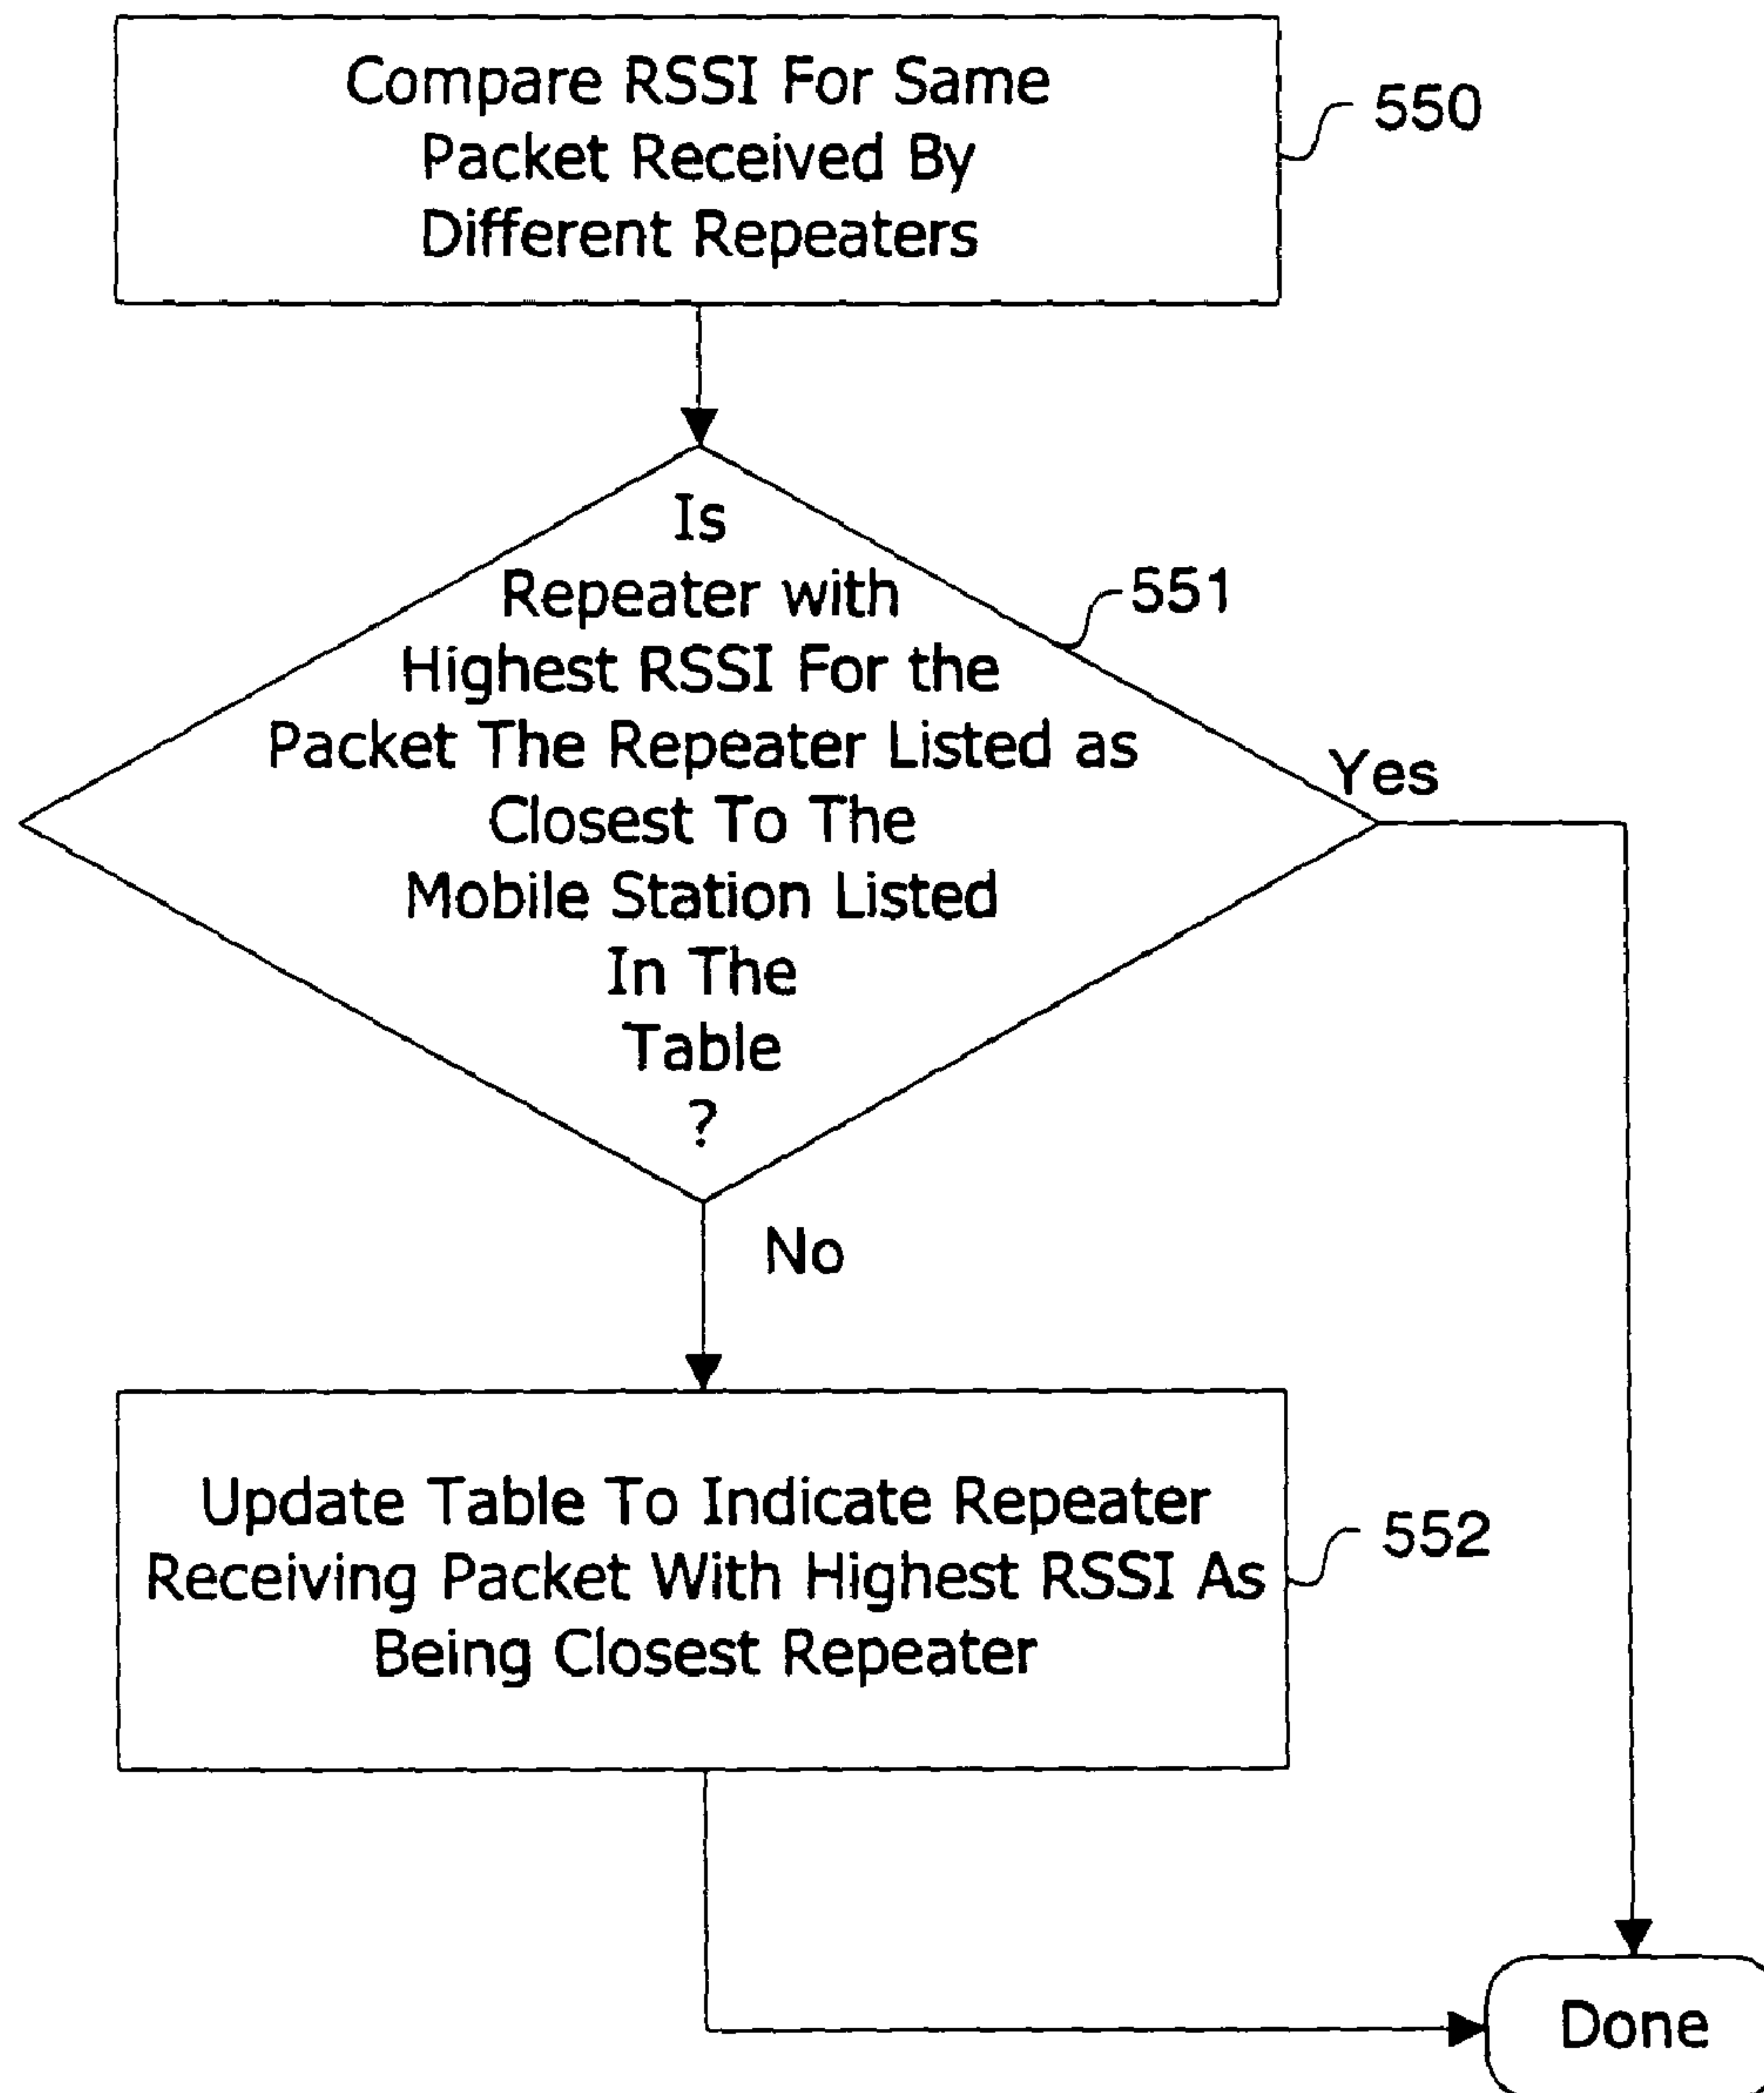 Compare RSSI For Same
Packet Received By
Different Repeaters
550
Is
Repeater with
Highest RSSI For the
Packet The Repeater Listed as
Closest To The
Mobile Station Listed
In The
Table
?
551
Yes
No
Update Table To Indicate Repeater
Receiving Packet With Highest RSSI As
Being Closest Repeater
552
Done